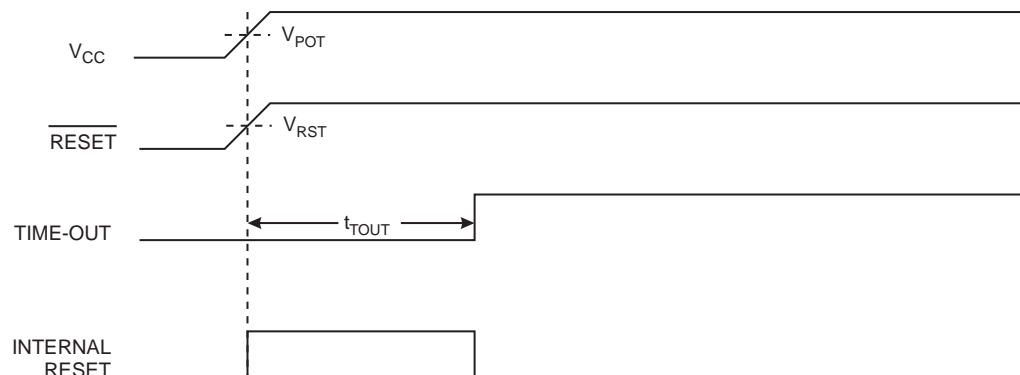 V_CC
V_POT
RESET
V_RST
TIME-OUT
t_TOUT
INTERNAL
RESET